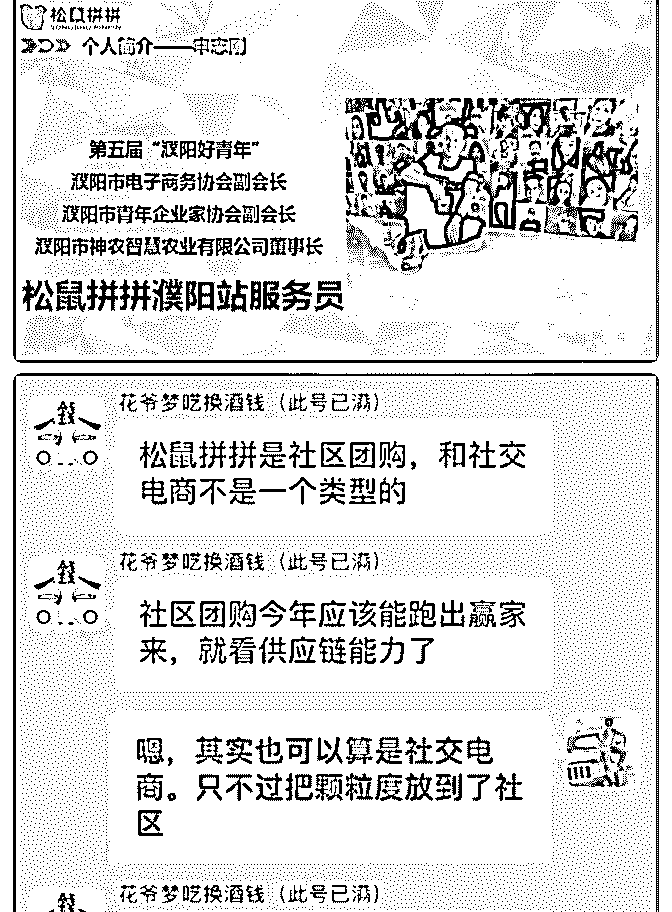 松鼠拼拼
个人简介——申志刚
第五届“濮阳好青年”
濮阳市电子商务协会副会长
濮阳市青年企业家协会副会长
濮阳市神农智慧农业有限公司董事长
松鼠拼拼濮阳站服务员
花爷梦呓换酒钱（此号已满）
松鼠拼拼是社区团购，和社交
电商不是一个类型的
花爷梦呓换酒钱（此号已满）
社区团购今年应该能跑出赢家
来，就看供应链能力了
嗯，其实也可以算是社交电
商。只不过把颗粒度放到了社
区
花爷梦呓换酒钱（此号已满）